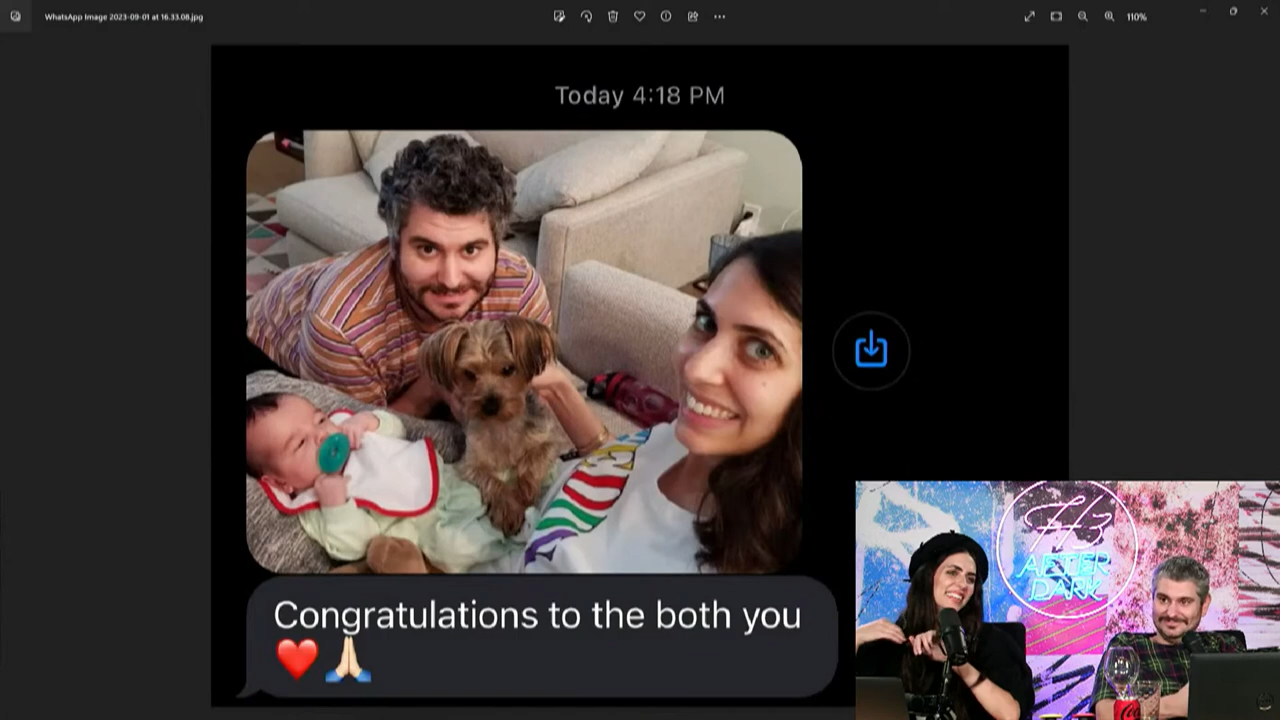 WhatsApp Image 2023-09-01 at 16.33.08.jpg
110%
Today 4:18 PM
Congratulations to the both you
❤️🙏🏻
H3
AFTER
DARK